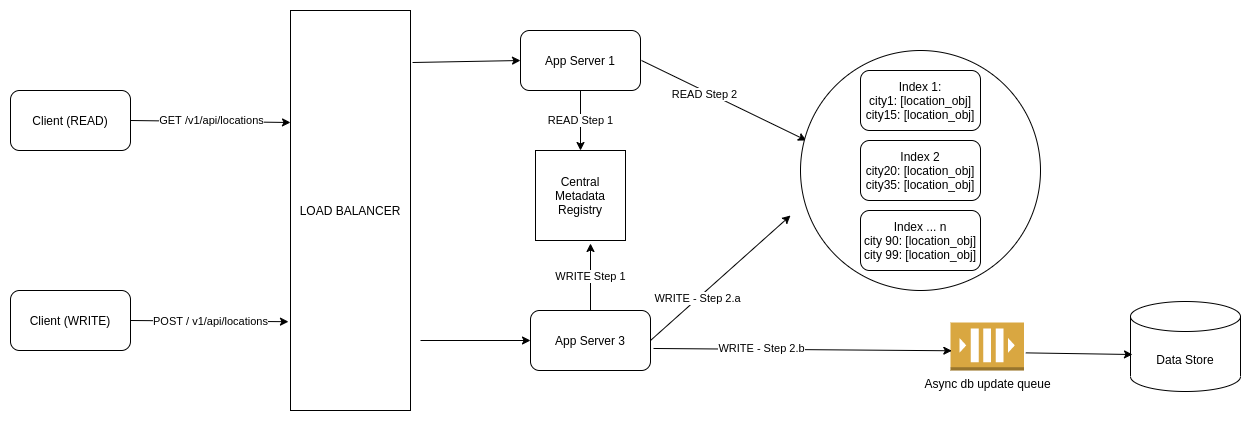 Client (READ)
GET /v1/api/locations
Client (WRITE)
POST / v1/api/locations
LOAD BALANCER
App Server 1
READ Step 1
READ Step 2
Central
Metadata
Registry
WRITE Step 1
App Server 3
WRITE - Step 2.a
WRITE - Step 2.b
Index 1:
city1: [location_obj]
city15: [location_obj]
Index 2
city20: [location_obj]
city35: [location_obj]
Index ... n
city 90: [location_obj]
city 99: [location_obj]
Async db update queue
Data Store